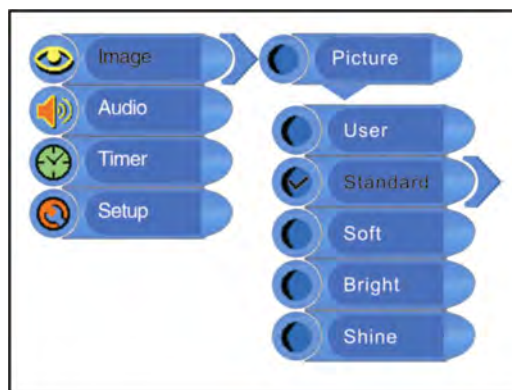 Image
Audio
Timer
Setup
Picture
User
Standard
Soft
Bright
Shine